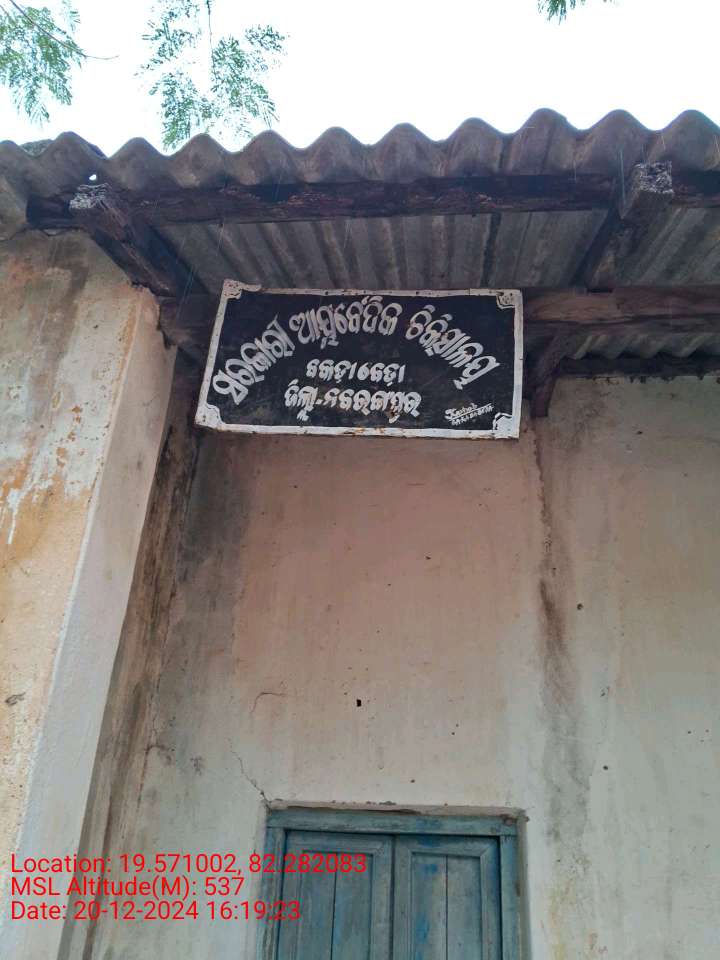 ସରକାରୀ ଆୟୁର୍ବେଦିକ ଚିକିତ୍ସାଳୟ
ଜିଲ୍ଲା-ନବରଙ୍ଗପୁର
Location: 19.571002, 82.282083
MSL Altitude(M): 537
Date: 20-12-2024 16:19:23